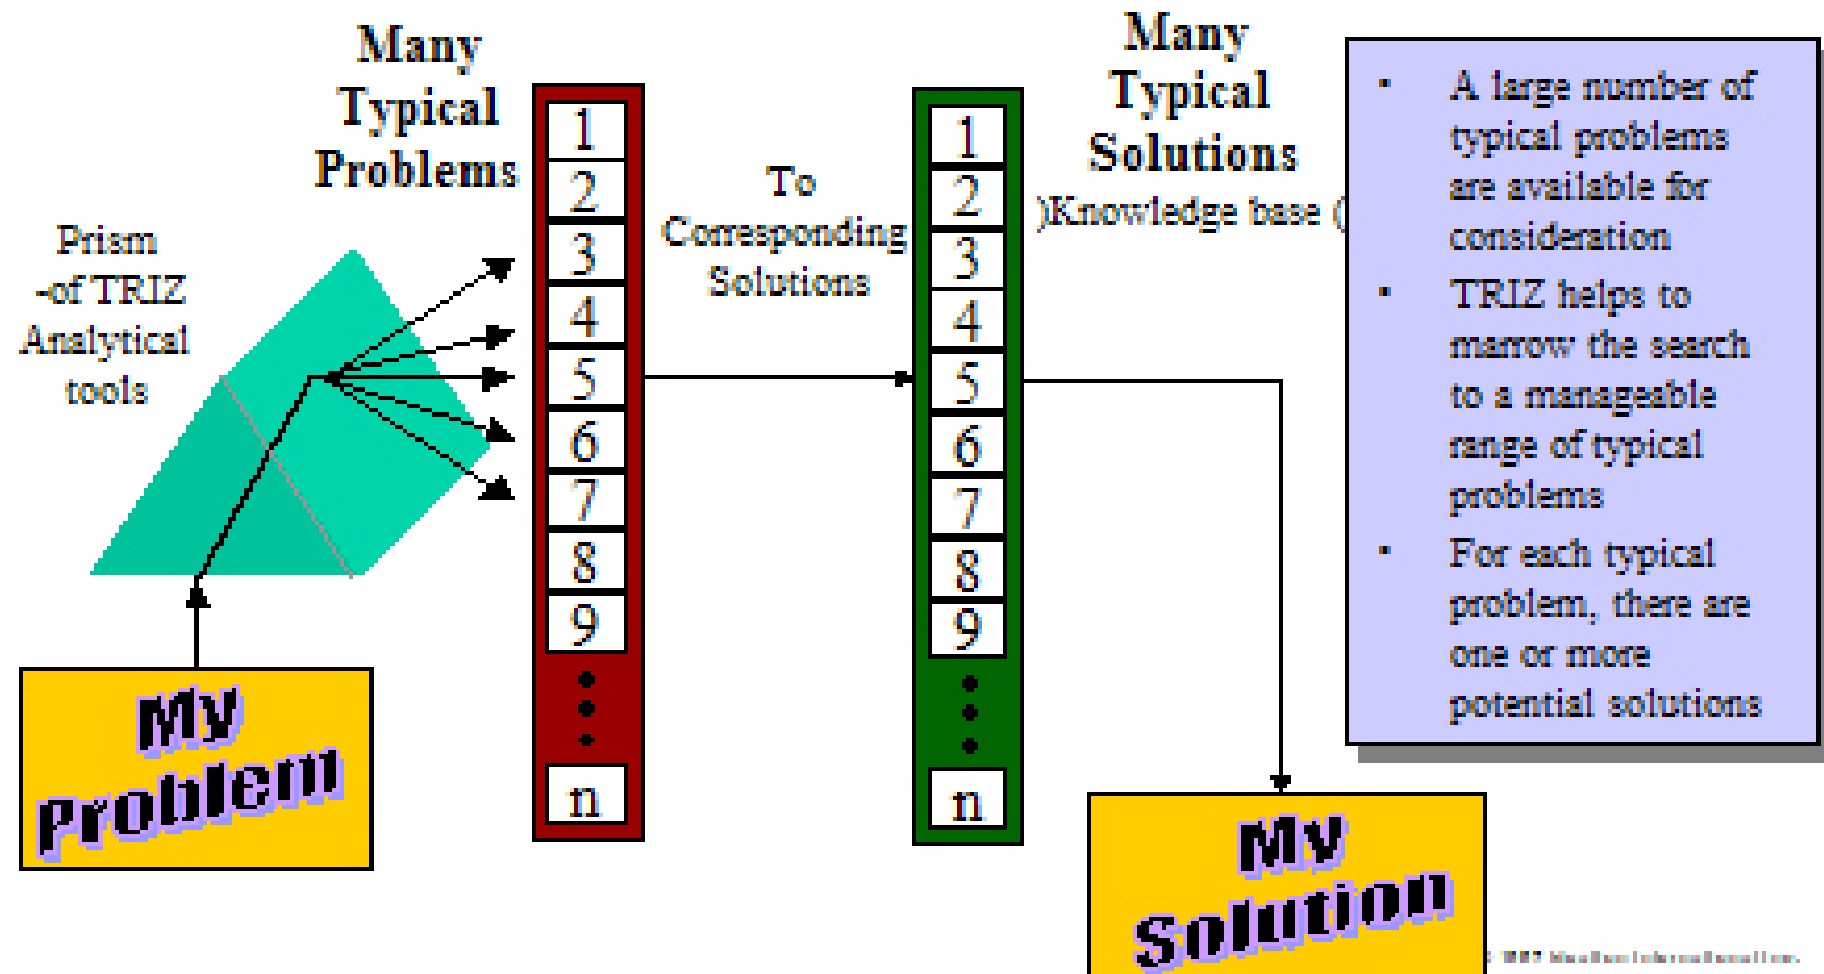 Many
Typical
Problems
Many
Typical
Solutions
)Knowledge base (
To
Corresponding
Solutions
Prism
-of TRIZ
Analytical
tools
1
2
3
4
5
6
7
8
9
n
1
2
3
4
5
6
7
8
9
n
• A large number of
typical problems
are available for
consideration
• TRIZ helps to
marrow the search
to a manageable
range of typical
problems
• For each typical
problem, there are
one or more
potential solutions
My
Problem
My
Solution